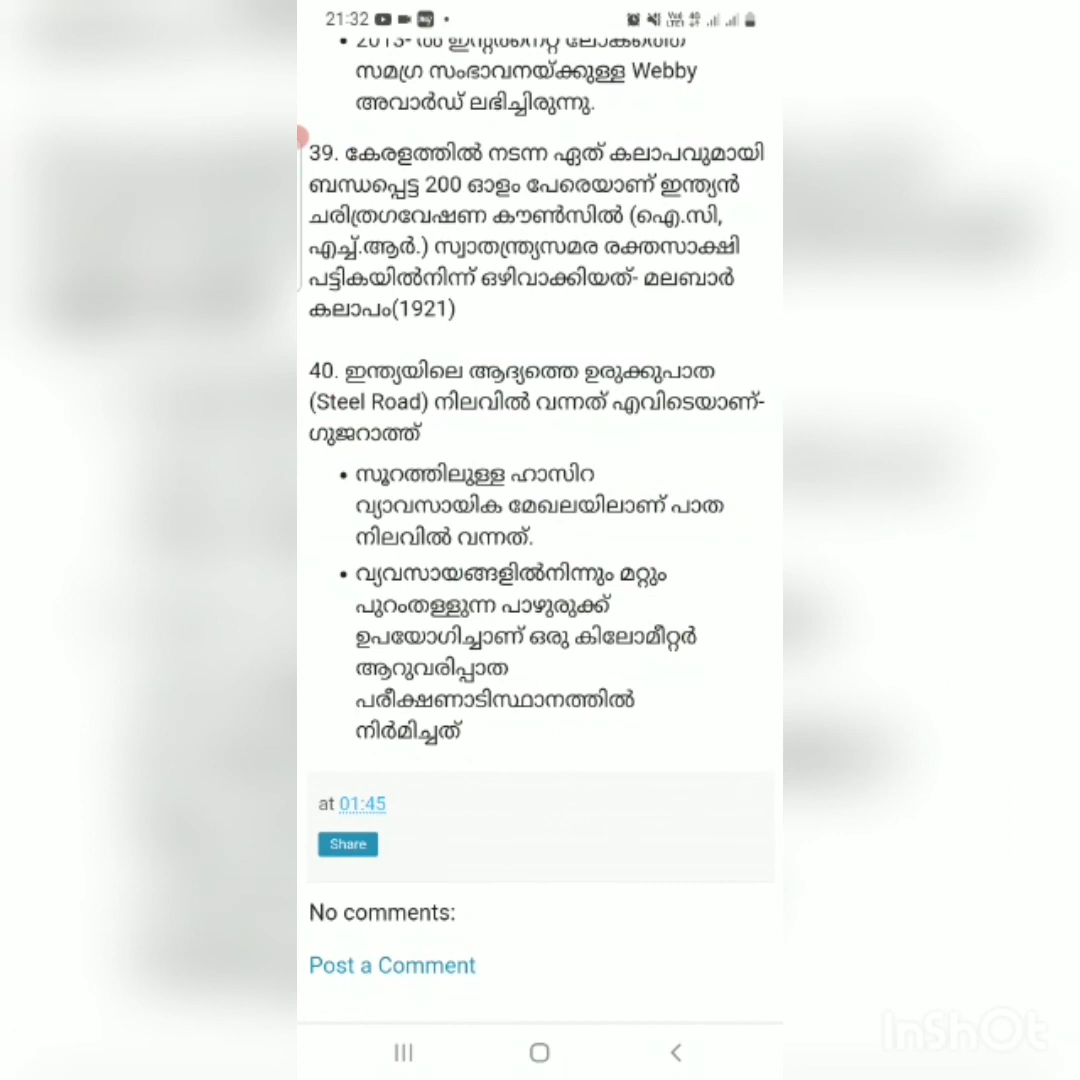 21:32
• 2013- ൽ ഇന്റർനെറ്റ് ലോകത്തെ
സമഗ്ര സംഭാവനയ്ക്കുള്ള Webby
അവാർഡ് ലഭിച്ചിരുന്നു.
39. കേരളത്തിൽ നടന്ന ഏത് കലാപവുമായി
ബന്ധപ്പെട്ട 200 ഓളം പേരെയാണ് ഇന്ത്യൻ
ചരിത്രഗവേഷണ കൗൺസിൽ (ഐ.സി,
എച്ച്.ആർ.) സ്വാതന്ത്ര്യസമര രക്തസാക്ഷി
പട്ടികയിൽനിന്ന് ഒഴിവാക്കിയത്- മലബാർ
കലാപം(1921)
40. ഇന്ത്യയിലെ ആദ്യത്തെ ഉരുക്കുപാത
(Steel Road) നിലവിൽ വന്നത് എവിടെയാണ്-
ഗുജറാത്ത്
• സൂറത്തിലുള്ള ഹാസിറ
വ്യാവസായിക മേഖലയിലാണ് പാത
നിലവിൽ വന്നത്.
• വ്യവസായങ്ങളിൽനിന്നും മറ്റും
പുറംതള്ളുന്ന പാഴുരുക്ക്
ഉപയോഗിച്ചാണ് ഒരു കിലോമീറ്റർ
ആറുവരിപ്പാത
പരീക്ഷണാടിസ്ഥാനത്തിൽ
നിർമിച്ചത്
at 01:45
Share
No comments:
Post a Comment
InShOt